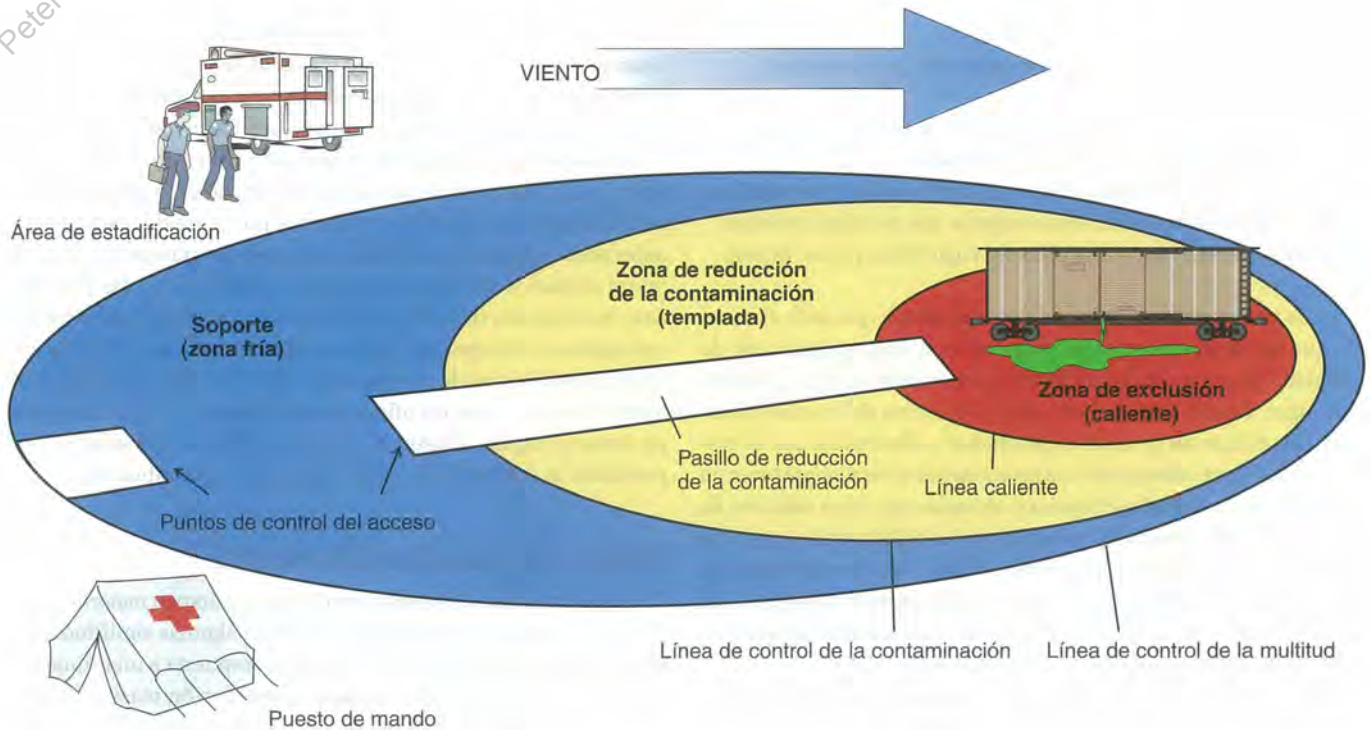 Peter
VIENTO
Área de estadificación
Zona de reducción
de la contaminación
(templada)
Soporte
(zona fría)
Zona de exclusión
(caliente)
Pasillo de reducción
de la contaminación
Línea caliente
Puntos de control del acceso
Línea de control de la contaminación
Línea de control de la multitud
Puesto de mando